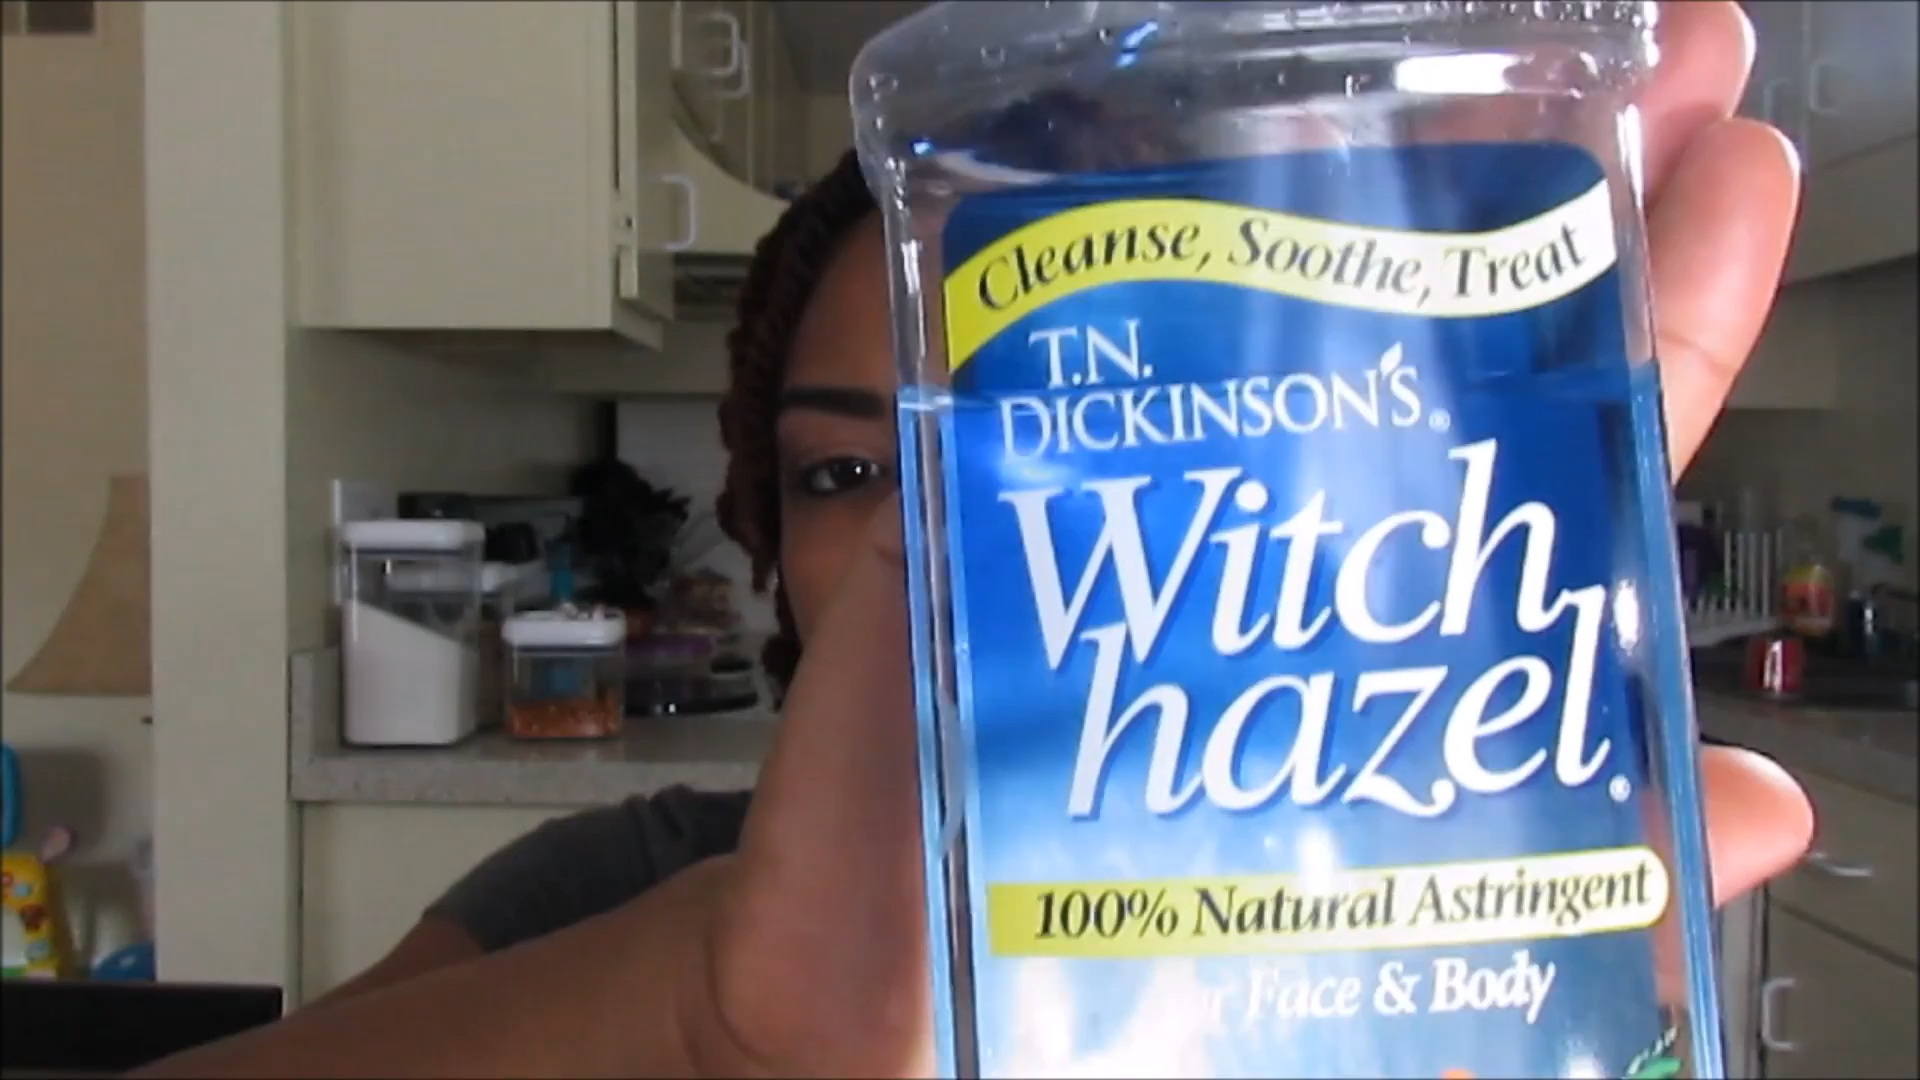 Cleanse, Soothe, Treat
T.N.
DICKINSON'S®
Witch
hazel®
100% Natural Astringent
Face & Body